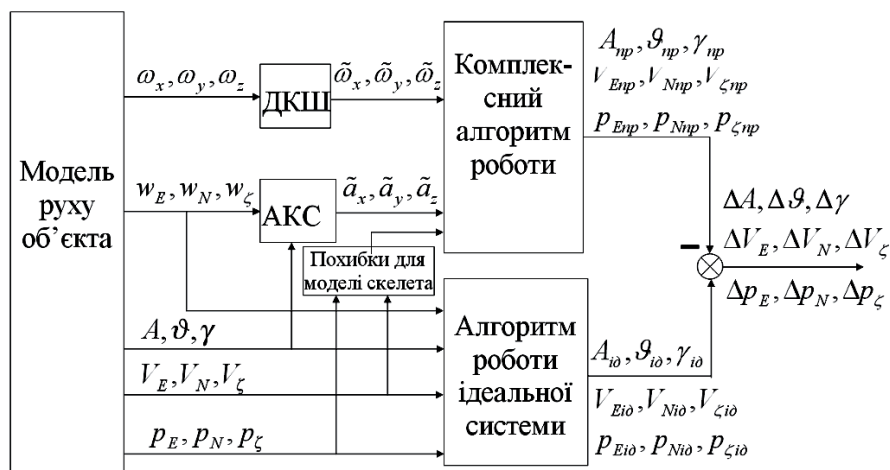 Модель
руху
об’єкта
ω_x, ω_y, ω_z
ДКШ
ω̃_x, ω̃_y, ω̃_z
w_E, w_N, w_ζ
АКС
ã_x, ã_y, ã_z
Похибки для
моделі скелета
A, ϑ, γ
V_E, V_N, V_ζ
p_E, p_N, p_ζ
Комплек-
сний
алгоритм
роботи
Алгоритм
роботи
ідеальної
системи
A_пр, ϑ_пр, γ_пр
V_Eпр, V_Nпр, V_ζпр
p_Eпр, p_Nпр, p_ζпр
A_ід, ϑ_ід, γ_ід
V_Eід, V_Nід, V_ζід
p_Eід, p_Nід, p_ζід
−
ΔA, Δϑ, Δγ
ΔV_E, ΔV_N, ΔV_ζ
Δp_E, Δp_N, Δp_ζ